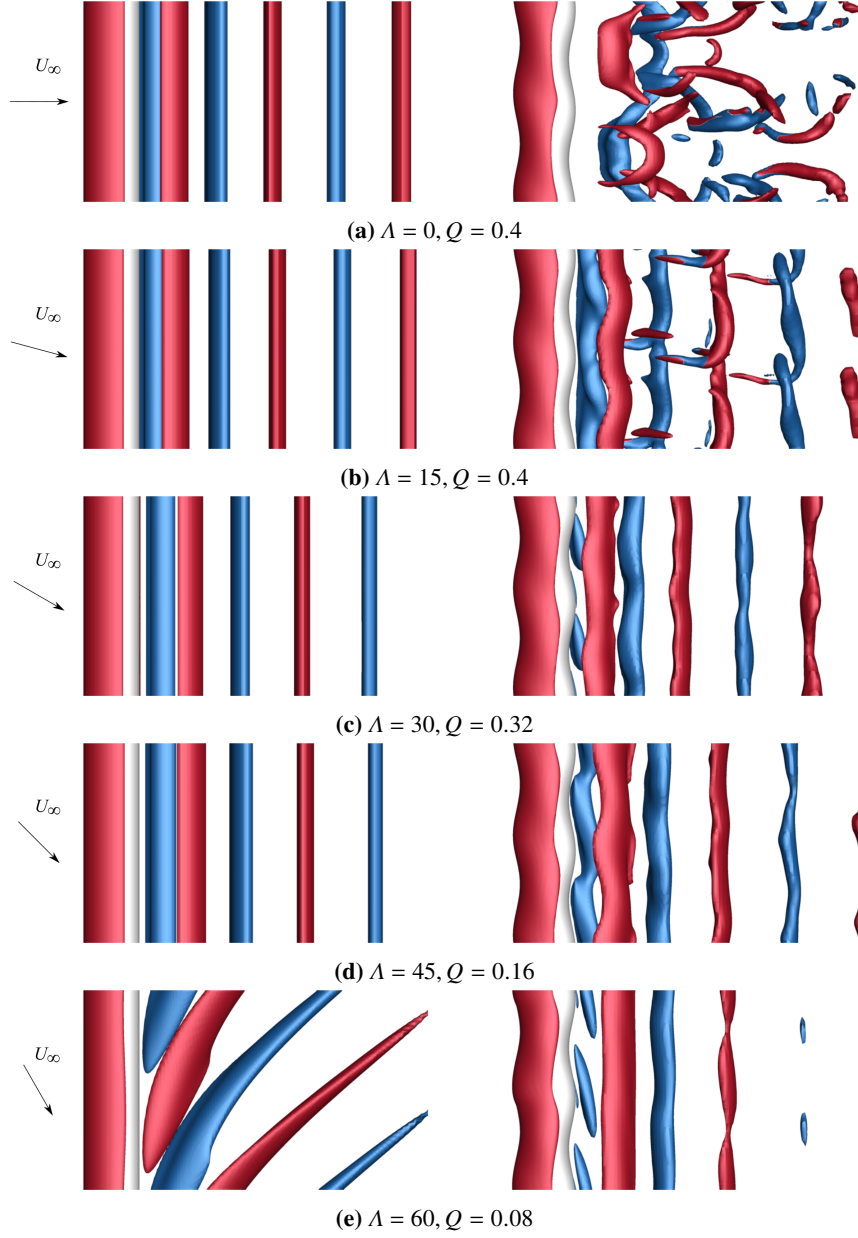 U∞
(a) Λ = 0, Q = 0.4
U∞
(b) Λ = 15, Q = 0.4
U∞
(c) Λ = 30, Q = 0.32
U∞
(d) Λ = 45, Q = 0.16
U∞
(e) Λ = 60, Q = 0.08